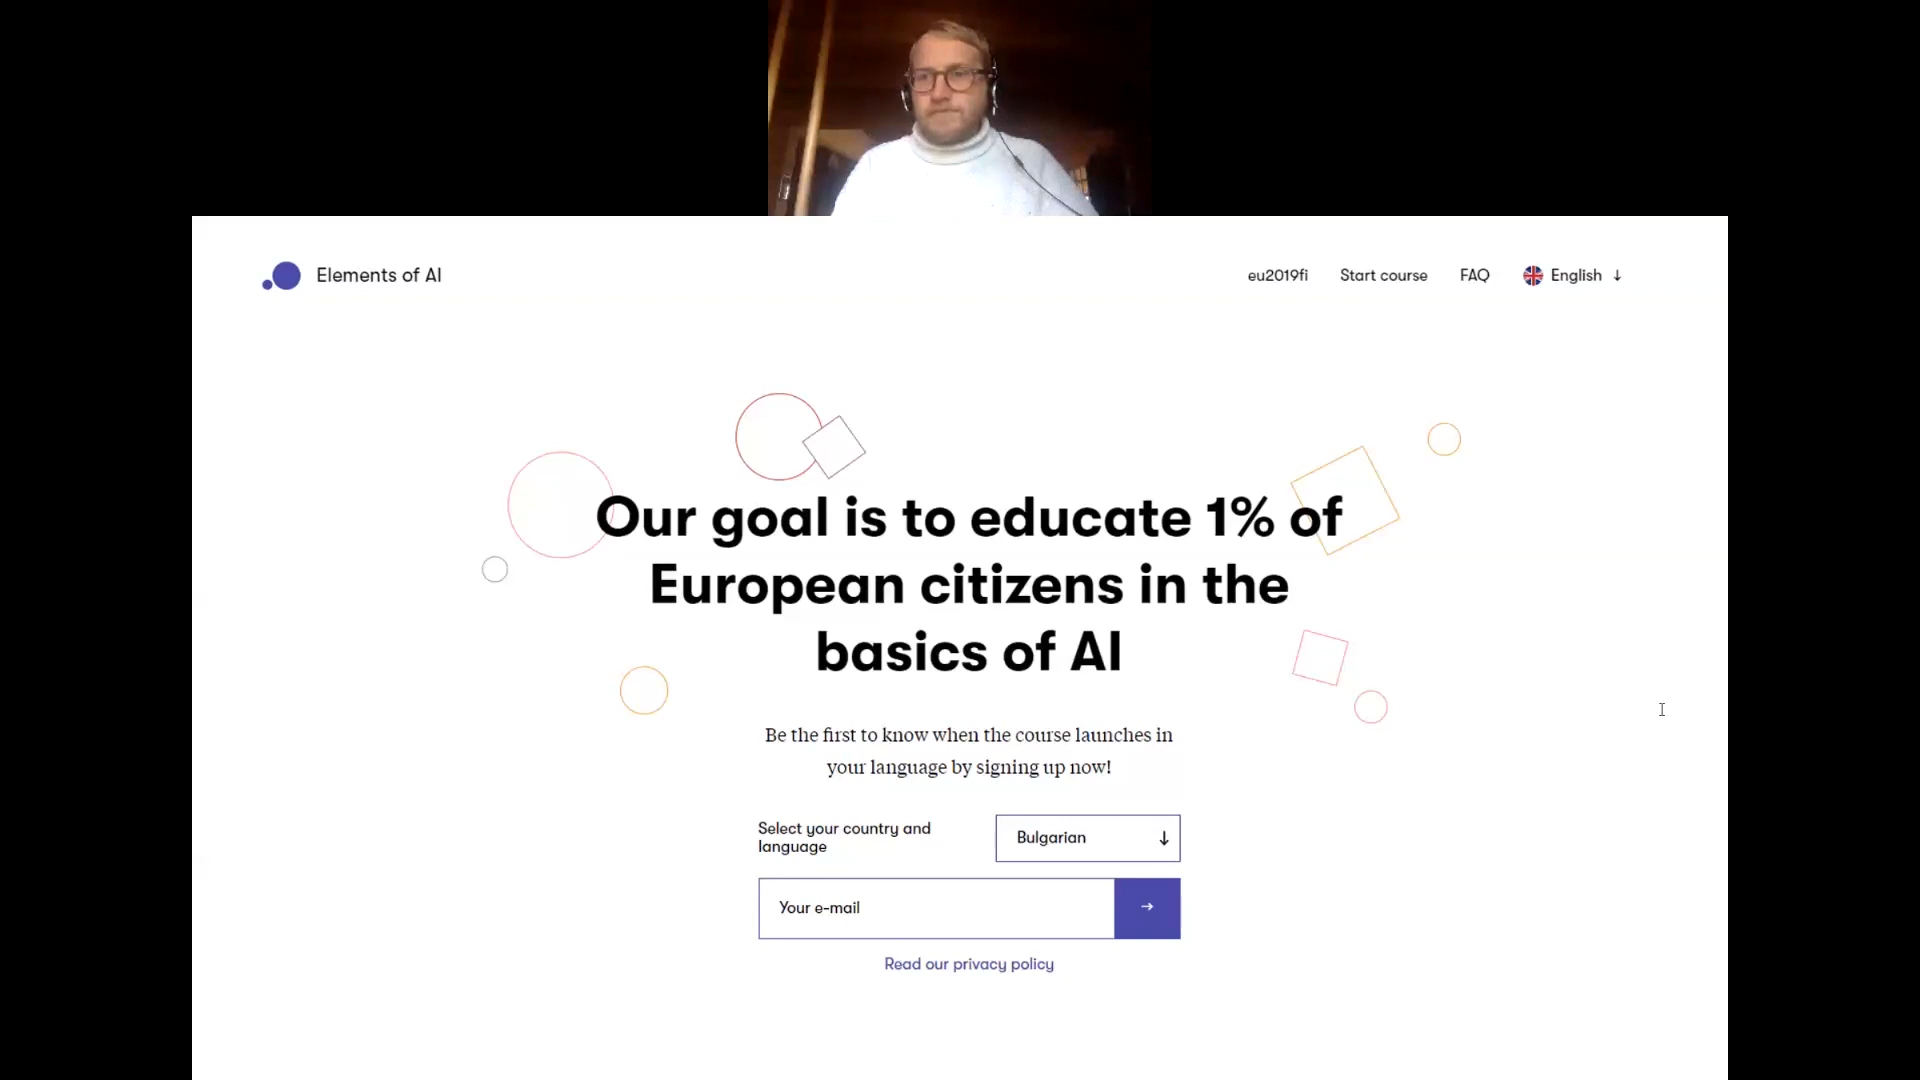 Elements of AI
eu2019fi
Start course
FAQ
English ↓
Our goal is to educate 1% of
European citizens in the
basics of AI
Be the first to know when the course launches in
your language by signing up now!
Select your country and
language
Bulgarian ↓
Your e-mail
→
Read our privacy policy